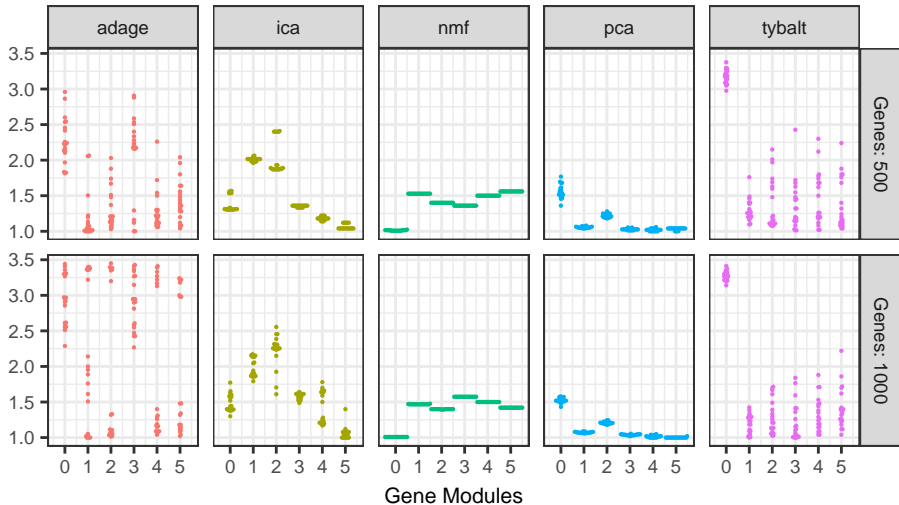 adage ica nmf pca tybalt
3.5
3.0
2.5
2.0
1.5
1.0
Genes: 500
3.5
3.0
2.5
2.0
1.5
1.0
Genes: 1000
0 1 2 3 4 5 0 1 2 3 4 5 0 1 2 3 4 5 0 1 2 3 4 5 0 1 2 3 4 5
Gene Modules